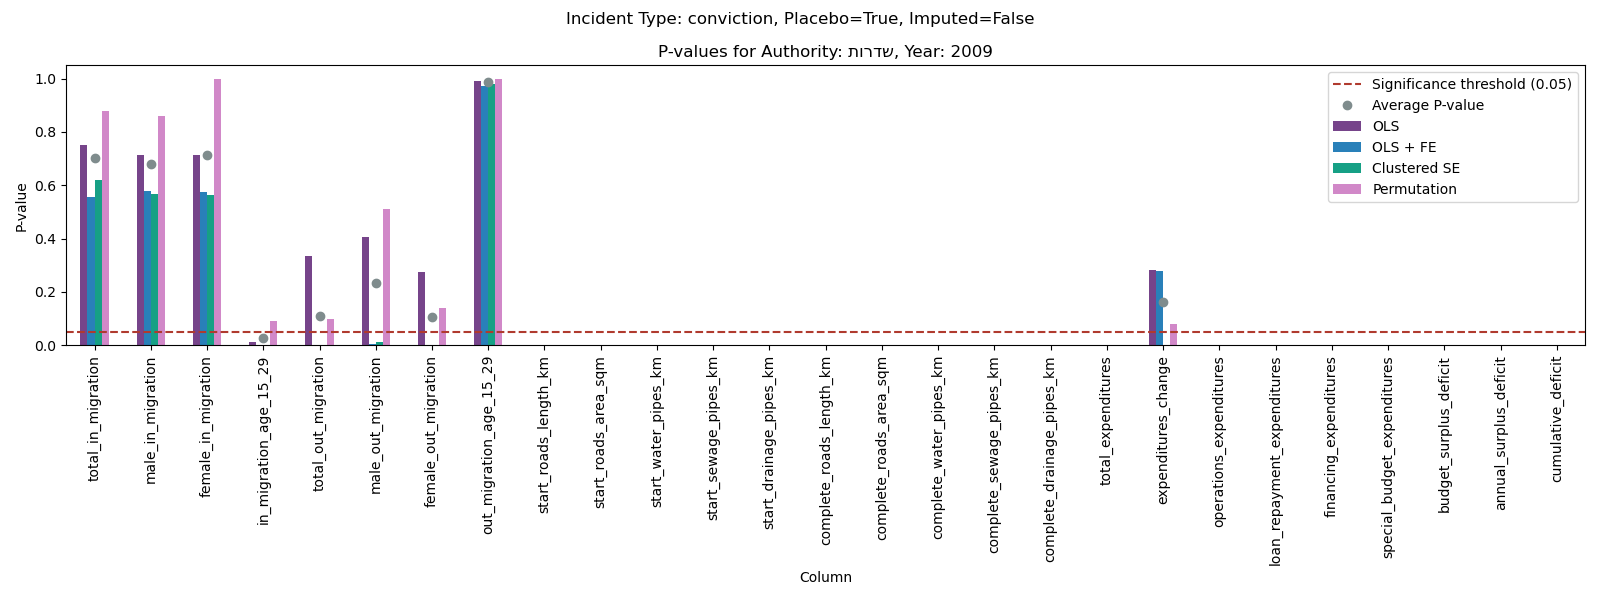 Incident Type: conviction, Placebo=True, Imputed=False
P-values for Authority: שדרות, Year: 2009
P-value
1.0
0.8
0.6
0.4
0.2
0.0
Significance threshold (0.05)
Average P-value
OLS
OLS + FE
Clustered SE
Permutation
total_in_migration
male_in_migration
female_in_migration
in_migration_age_15_29
total_out_migration
male_out_migration
female_out_migration
out_migration_age_15_29
start_roads_length_km
start_roads_area_sqm
start_water_pipes_km
start_sewage_pipes_km
start_drainage_pipes_km
complete_roads_length_km
complete_roads_area_sqm
complete_water_pipes_km
complete_sewage_pipes_km
complete_drainage_pipes_km
total_expenditures
expenditures_change
operations_expenditures
loan_repayment_expenditures
financing_expenditures
special_budget_expenditures
budget_surplus_deficit
annual_surplus_deficit
cumulative_deficit
Column